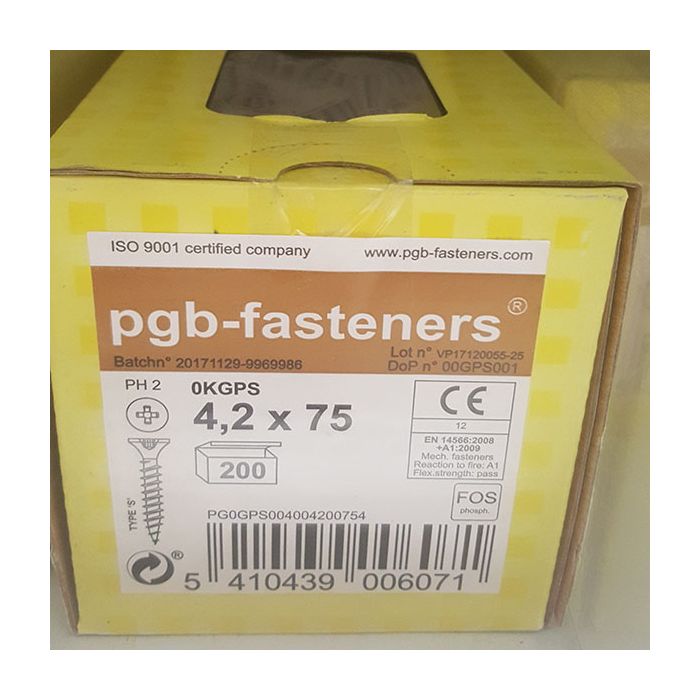 ISO 9001 certified company www.pgb-fasteners.com
pgb-fasteners®
Batchn° 20171129-9969986
Lot n° VP17120055-25
DoP n° 00GPS001
PH 2 0KGPS
4,2 x 75
200
TYPE 'S'
CE
12
EN 14566:2008
+A1:2009
Mech. fasteners
Reaction to fire: A1
Flex.strength: pass
FOS
phosph.
PG0GPS004004200754
®
5 410439 006071